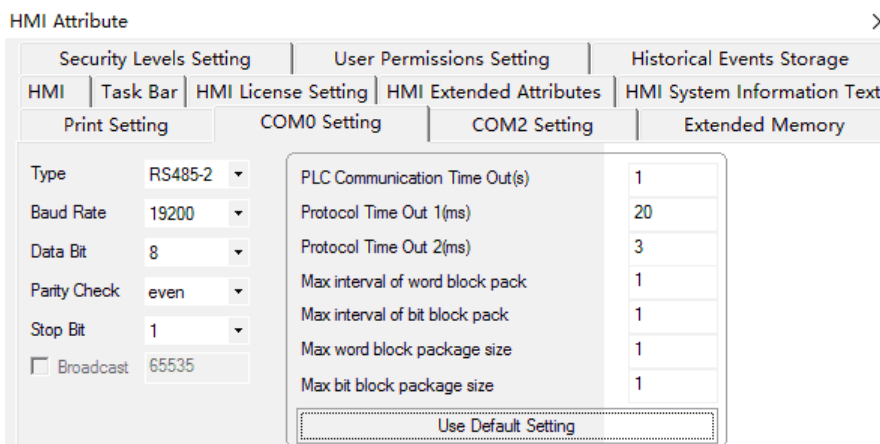 HMI Attribute
Security Levels Setting User Permissions Setting Historical Events Storage
HMI Task Bar HMI License Setting HMI Extended Attributes HMI System Information Text
Print Setting COM0 Setting COM2 Setting Extended Memory
Type RS485-2 PLC Communication Time Out(s) 1
Baud Rate 19200 Protocol Time Out 1(ms) 20
Data Bit 8 Protocol Time Out 2(ms) 3
Parity Check even Max interval of word block pack 1
Stop Bit 1 Max interval of bit block pack 1
Broadcast 65535 Max word block package size 1
Max bit block package size 1
Use Default Setting